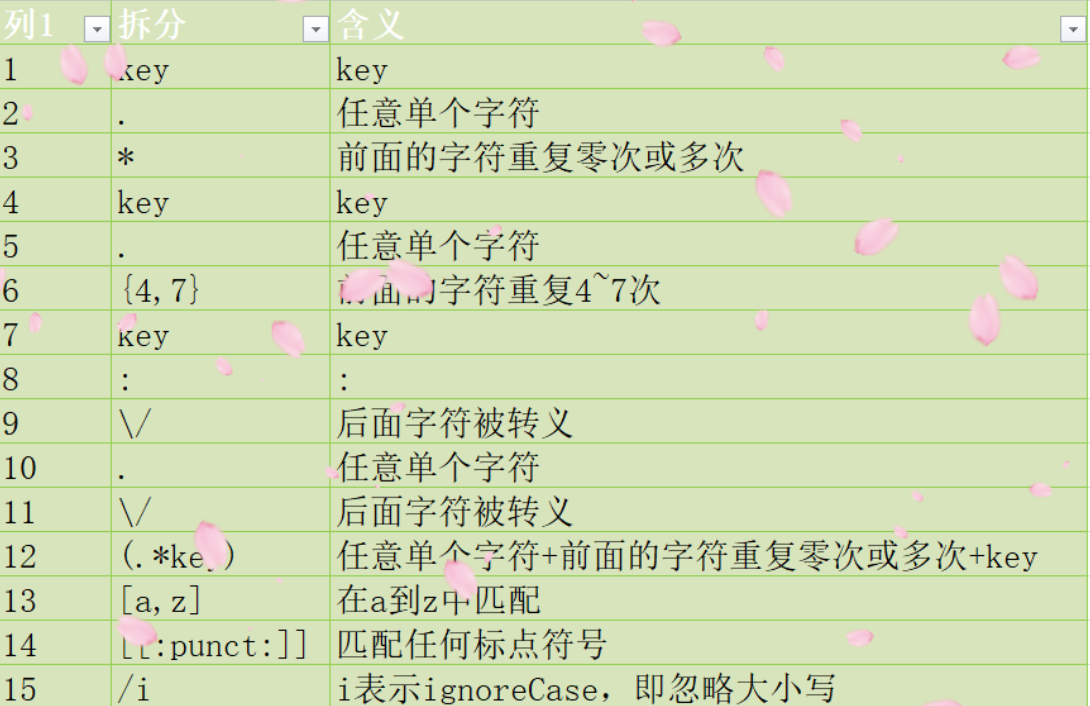 列1 拆分 含义
1 key key
2 . 任意单个字符
3 * 前面的字符重复零次或多次
4 key key
5 . 任意单个字符
6 {4,7} 前面的字符重复4~7次
7 key key
8 : :
9 \/ 后面字符被转义
10 . 任意单个字符
11 \/ 后面字符被转义
12 (.*key) 任意单个字符+前面的字符重复零次或多次+key
13 [a,z] 在a到z中匹配
14 [[:punct:]] 匹配任何标点符号
15 /i i表示ignoreCase，即忽略大小写